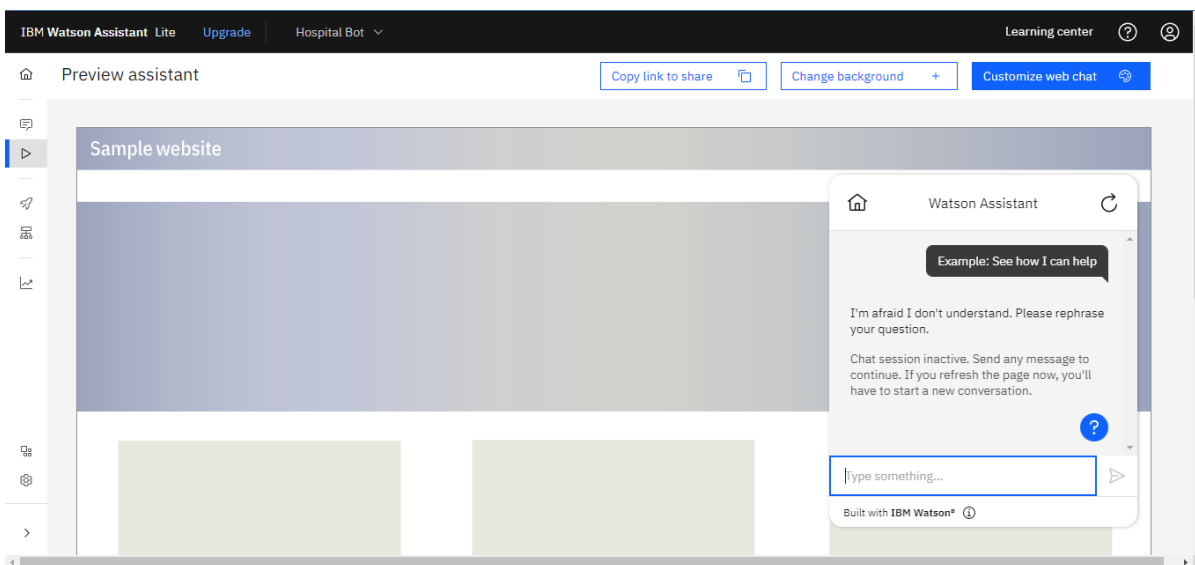 IBM Watson Assistant Lite Upgrade Hospital Bot Learning center
Preview assistant Copy link to share Change background + Customize web chat
Sample website
Watson Assistant
Example: See how I can help
I'm afraid I don't understand. Please rephrase
your question.
Chat session inactive. Send any message to
continue. If you refresh the page now, you'll
have to start a new conversation.
?
Type something...
Built with IBM Watson®